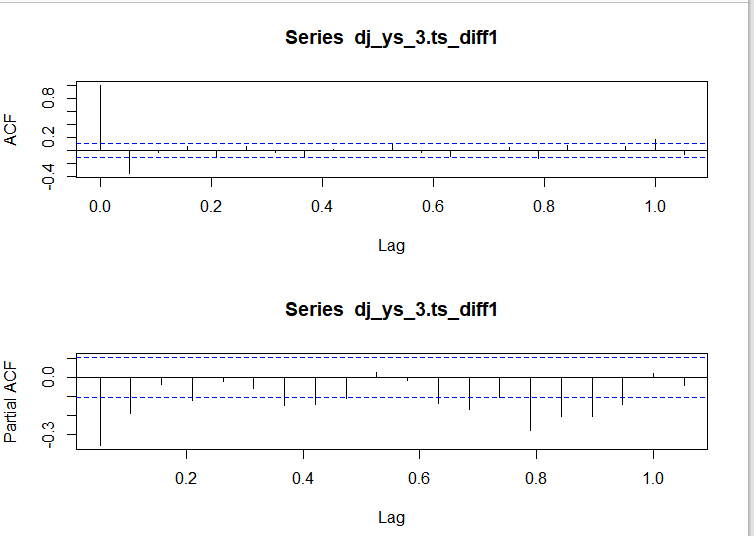 Series dj_ys_3.ts_diff1
ACF
0.8
0.2
-0.4
0.0 0.2 0.4 0.6 0.8 1.0
Lag
Series dj_ys_3.ts_diff1
Partial ACF
0.0
-0.3
0.2 0.4 0.6 0.8 1.0
Lag